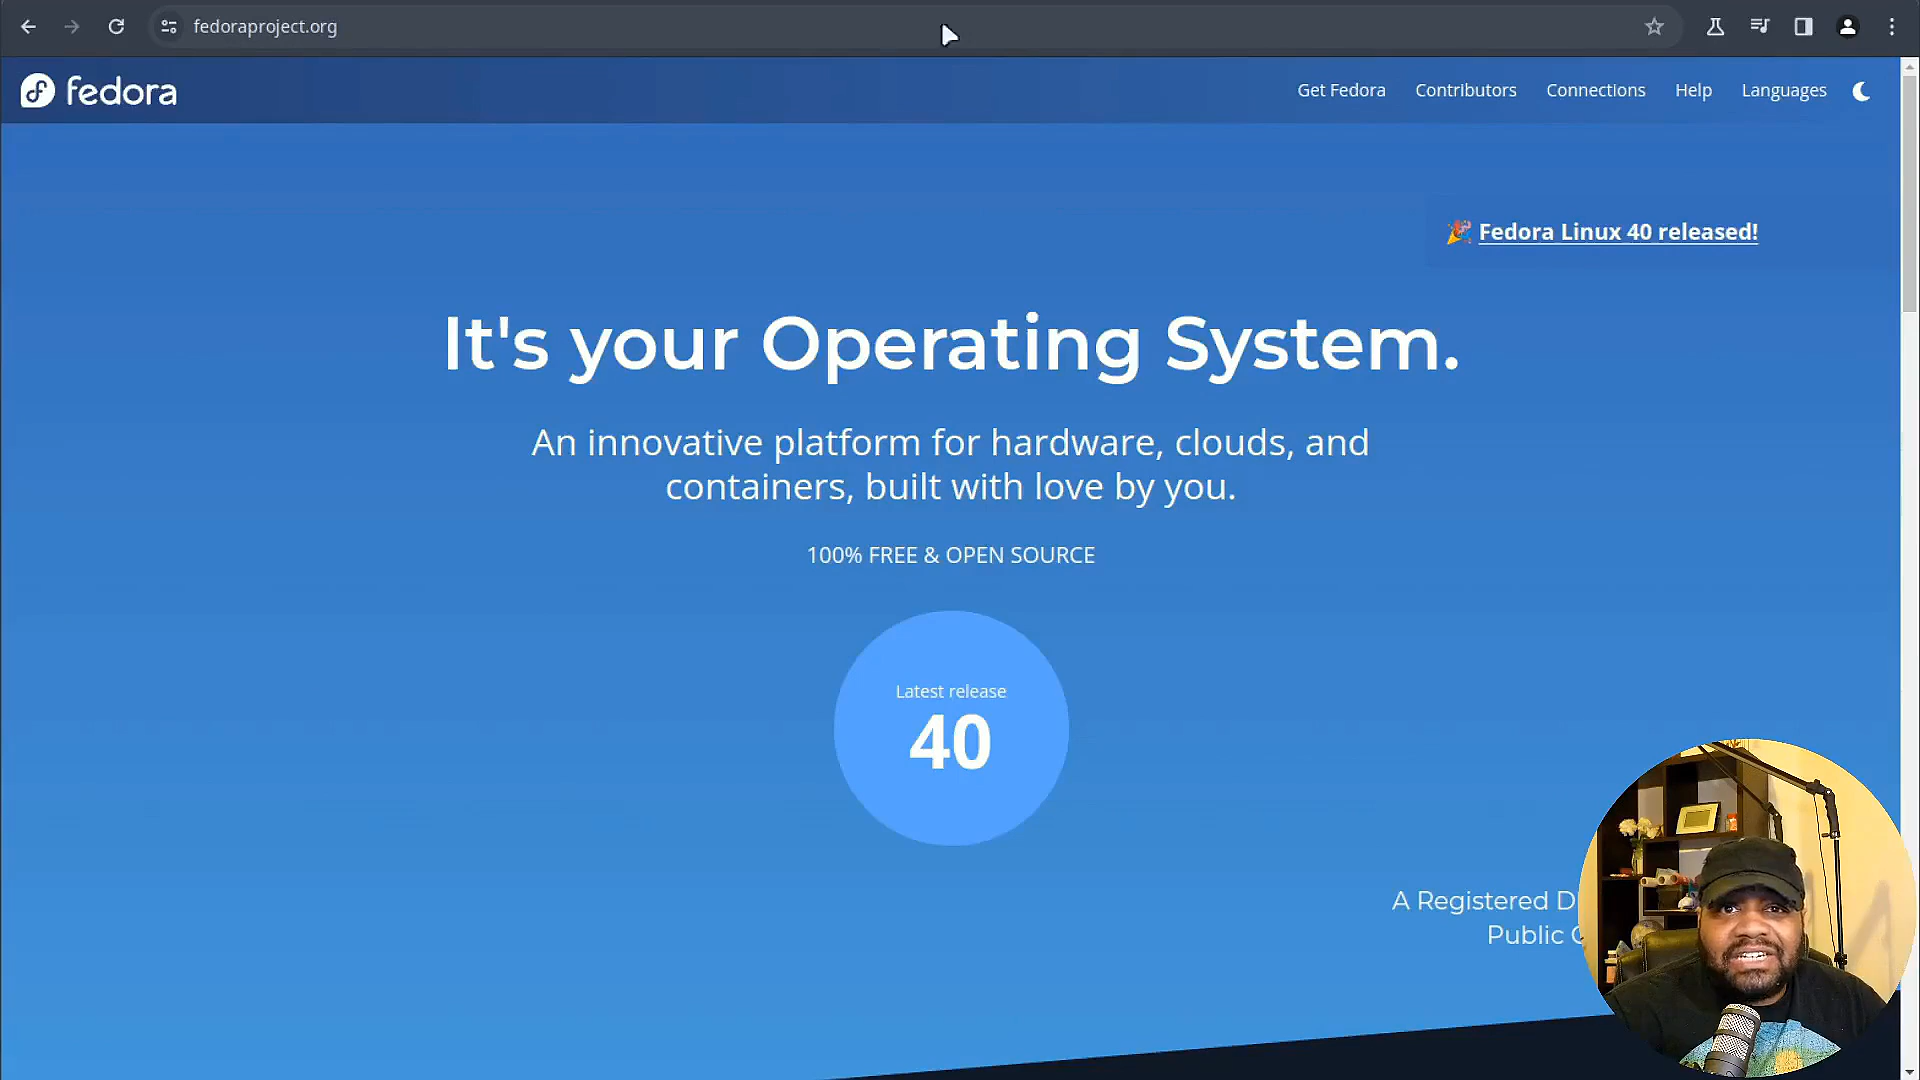 fedoraproject.org
fedora
Get Fedora
Contributors
Connections
Help
Languages
🎉 Fedora Linux 40 released!
It's your Operating System.
An innovative platform for hardware, clouds, and
containers, built with love by you.
100% FREE & OPEN SOURCE
Latest release
40
A Registered
Public